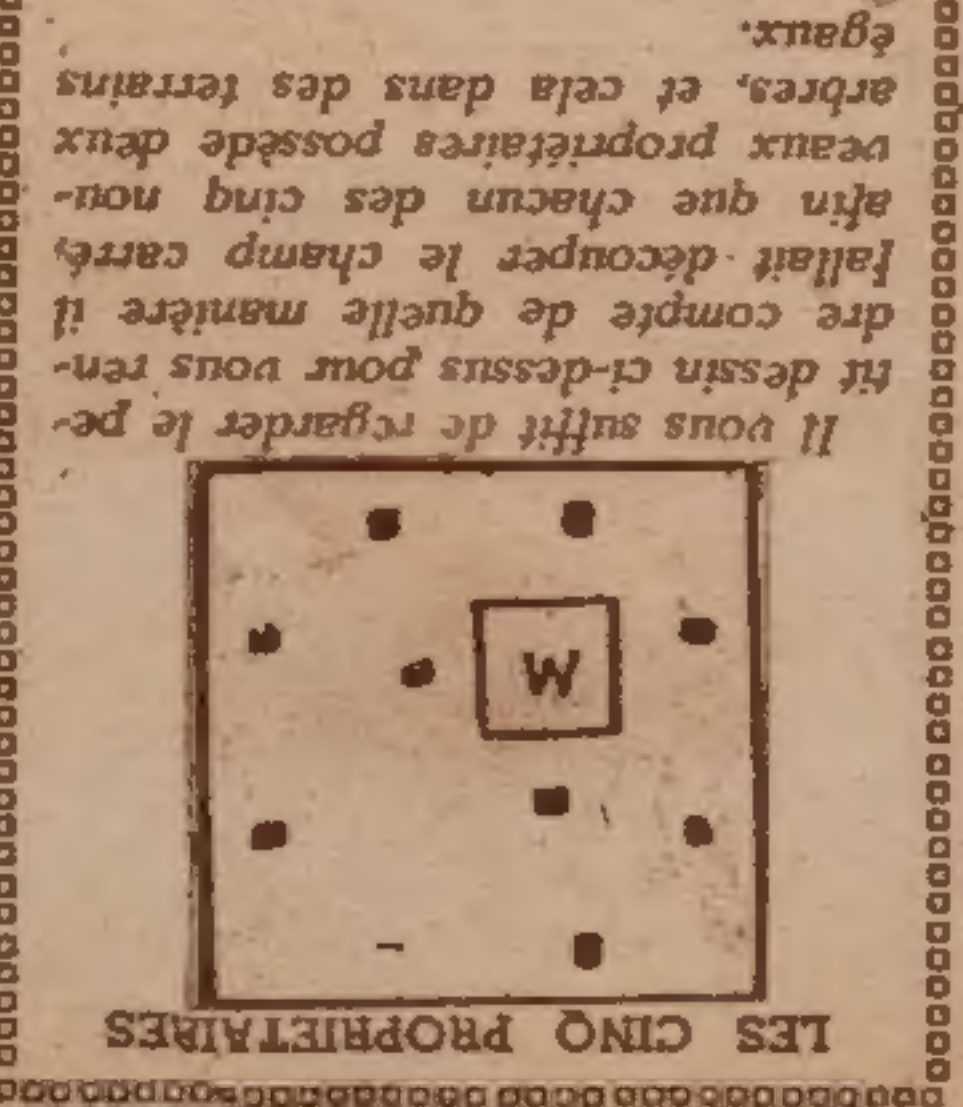 LES CINQ PROPRIETAIRES
W
Il vous suffit de regarder le pe-
tit dessin ci-dessus pour vous ren-
dre compte de quelle manière il
fallait découper le champ carré,
afin que chacun des cinq nou-
veaux propriétaires possède deux
arbres, et cela dans des terrains
égaux.